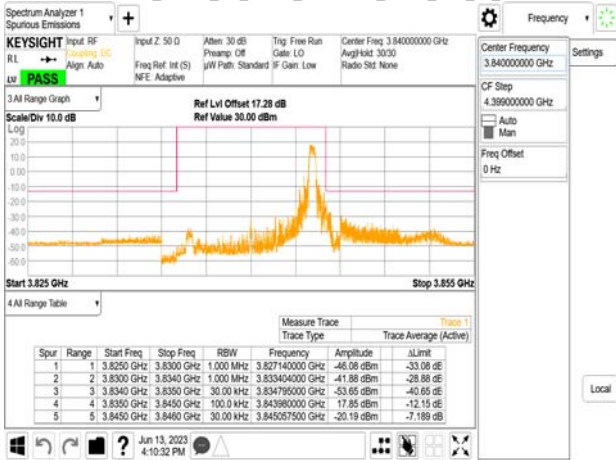 Spectrum Analyzer 1
Spurious Emissions
Frequency
KEYSIGHT
RL
PASS
Input: RF
Coupling: DC
Align: Auto
Input Z: 50 Ω
Freq Ref: Int (S)
NFE: Adaptive
Atten: 30 dB
Preamp: Off
µW Path: Standard
Trig: Free Run
Gate: LO
IF Gain: Low
Center Freq: 3.840000000 GHz
Avg|Hold: 30/30
Radio Std: None
Center Frequency
3.840000000 GHz
Settings
CF Step
4.399000000 GHz
Auto
Man
Freq Offset
0 Hz
Local
3 All Range Graph
Scale/Div 10.0 dB
Ref Lvl Offset 17.28 dB
Ref Value 30.00 dBm
Log
20.0
10.0
0.00
-10.0
-20.0
-30.0
-40.0
-50.0
-60.0
Start 3.825 GHz
Stop 3.855 GHz
4 All Range Table
Measure Trace Trace 1
Trace Type Trace Average (Active)
Spur Range Start Freq Stop Freq RBW Frequency Amplitude ΔLimit
1 1 3.8250 GHz 3.8300 GHz 1.000 MHz 3.827140000 GHz -46.08 dBm -33.08 dB
2 2 3.8300 GHz 3.8340 GHz 1.000 MHz 3.833404000 GHz -41.88 dBm -28.88 dB
3 3 3.8340 GHz 3.8350 GHz 30.00 kHz 3.834795000 GHz -53.65 dBm -40.65 dB
4 4 3.8350 GHz 3.8450 GHz 100.0 kHz 3.843980000 GHz 17.85 dBm -12.15 dB
5 5 3.8450 GHz 3.8460 GHz 30.00 kHz 3.845057500 GHz -20.19 dBm -7.189 dB
Jun 13, 2023
4:10:32 PM